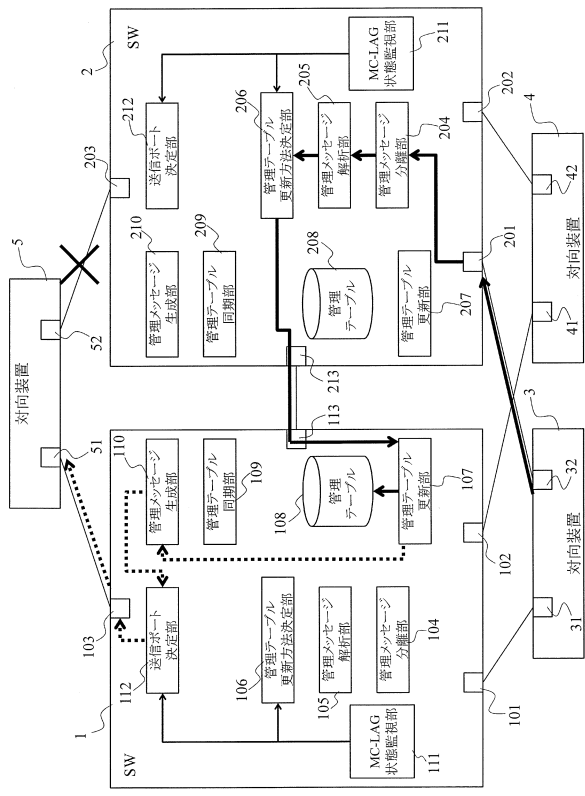 1
SW
103
112
送信ポート
決定部
110
管理メッセージ
生成部
51
対向装置
5
52
203
212
送信ポート
決定部
210
管理メッセージ
生成部
2
SW
106
管理テーブル
更新方法決定部
109
管理テーブル
同期部
209
管理テーブル
同期部
206
管理テーブル
更新方法決定部
105
管理メッセージ
解析部
108
管理
テーブル
113
213
208
管理
テーブル
205
管理メッセージ
解析部
111
MC-LAG
状態監視部
104
管理メッセージ
分離部
107
管理テーブル
更新部
207
管理テーブル
更新部
204
管理メッセージ
分離部
211
MC-LAG
状態監視部
101
102
201
202
31
対向装置
32
3
41
対向装置
42
4